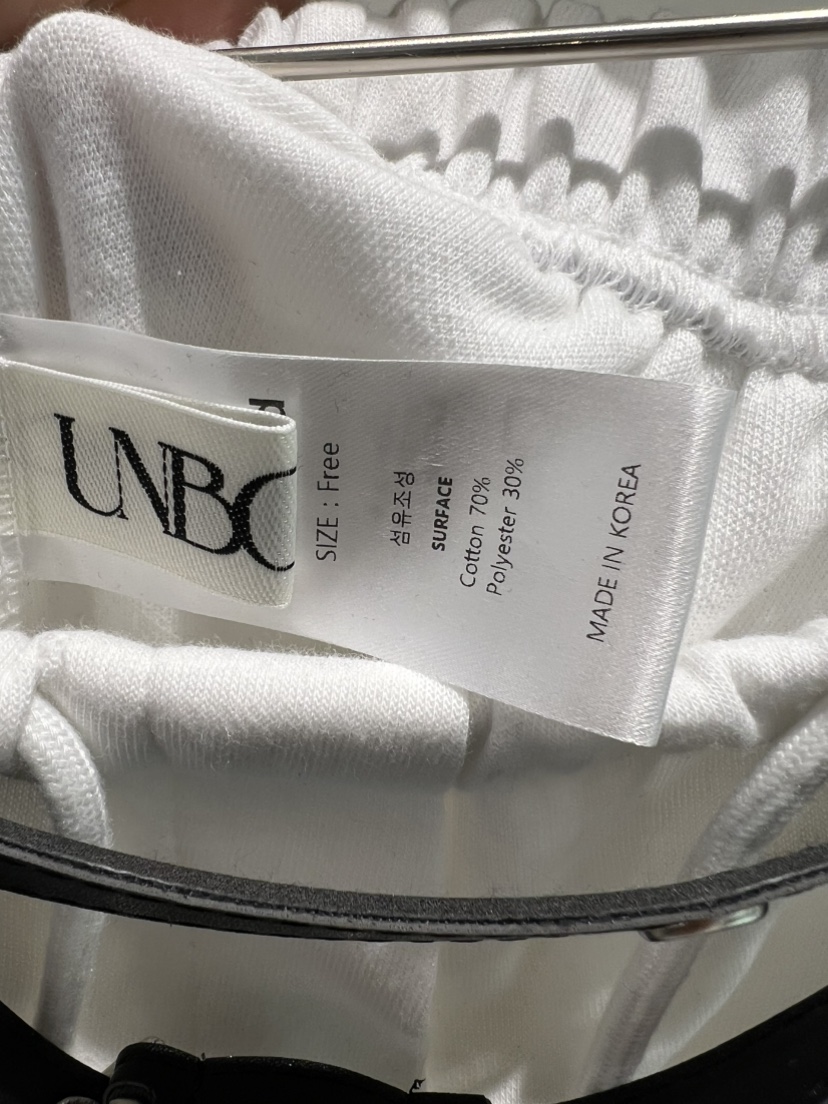 UNBC
SIZE : Free
섬유조성
SURFACE
Cotton 70%
Polyester 30%
MADE IN KOREA